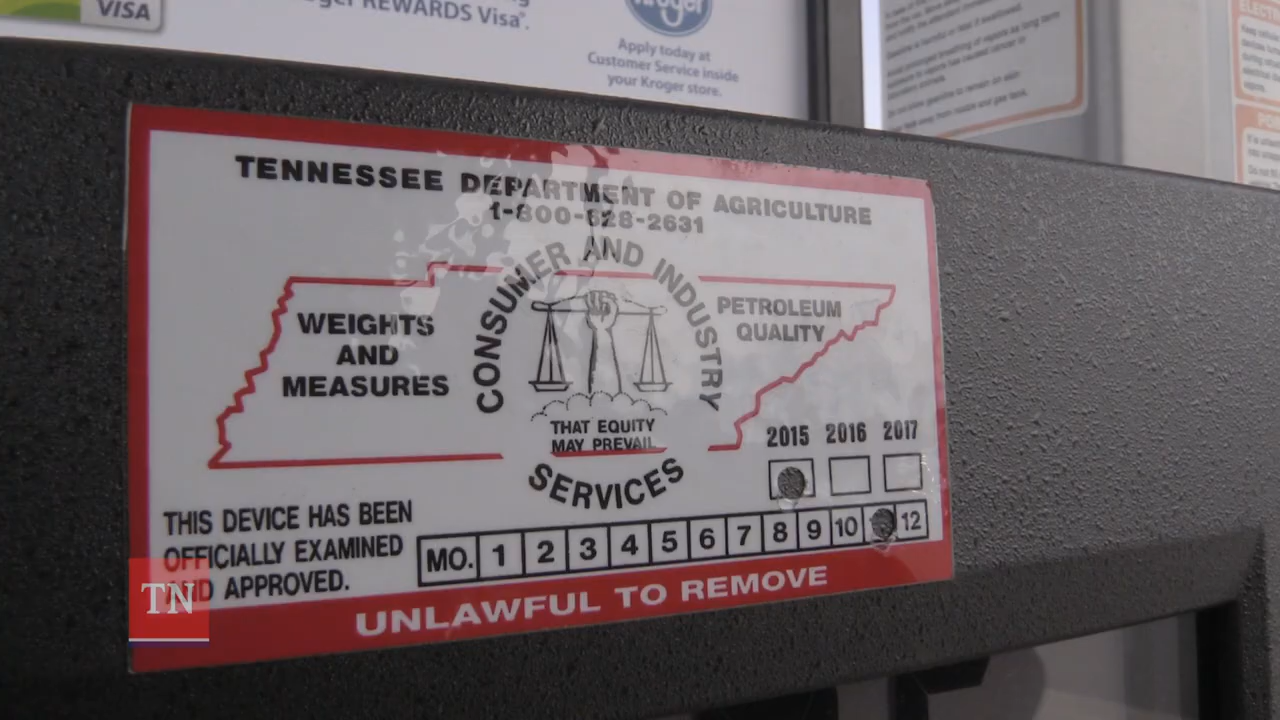 VISA
Kroger REWARDS Visa®.
Kroger
Apply today at
Customer Service inside
your Kroger store.
TENNESSEE DEPARTMENT OF AGRICULTURE
1-800-628-2631
CONSUMER AND INDUSTRY
SERVICES
WEIGHTS
AND
MEASURES
PETROLEUM
QUALITY
THAT EQUITY
MAY PREVAIL
2015 2016 2017
THIS DEVICE HAS BEEN
OFFICIALLY EXAMINED
AND APPROVED.
MO. 1 2 3 4 5 6 7 8 9 10 12
UNLAWFUL TO REMOVE
TN